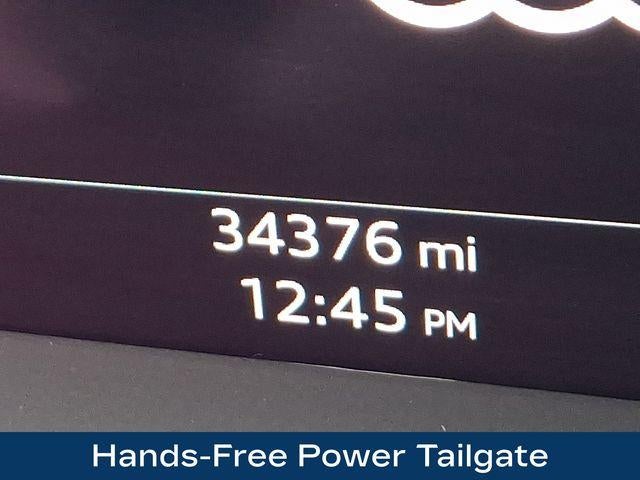 34376 mi
12:45 PM
Hands-Free Power Tailgate